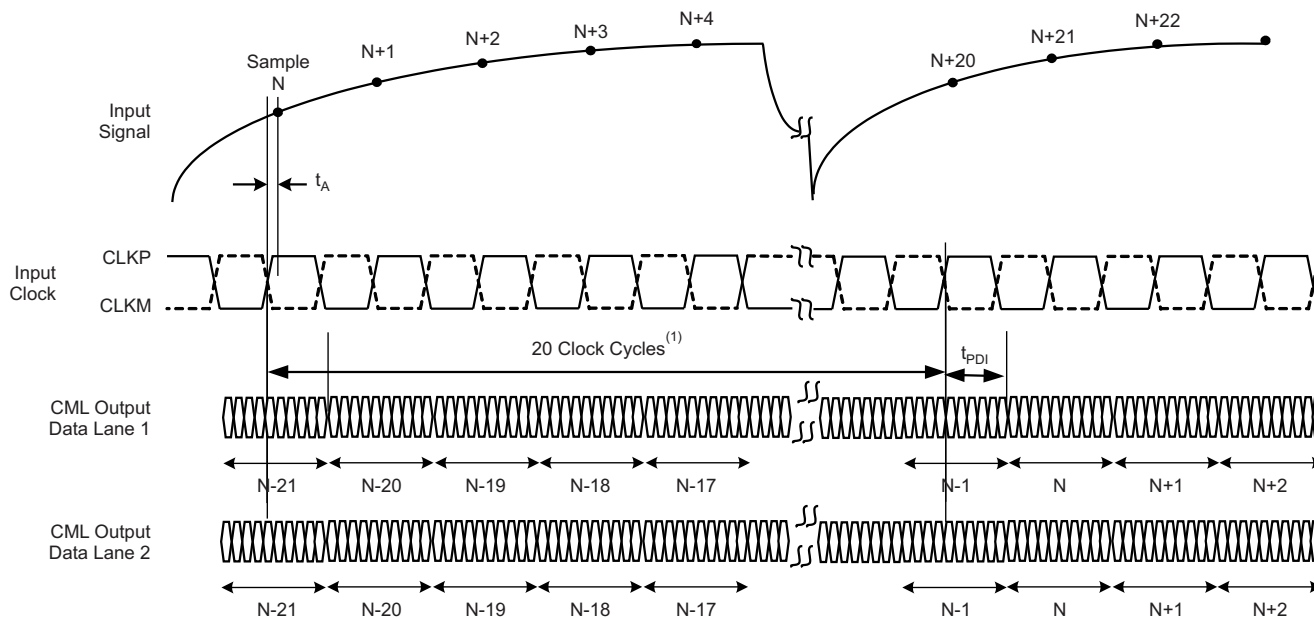 N+4
N+3
N+2
N+1
Sample
N
N+22
N+21
N+20
Input
Signal
tA
CLKP
Input
Clock
CLKM
20 Clock Cycles(1)
tPDI
CML Output
Data Lane 1
N-21 N-20 N-19 N-18 N-17 N-1 N N+1 N+2
CML Output
Data Lane 2
N-21 N-20 N-19 N-18 N-17 N-1 N N+1 N+2